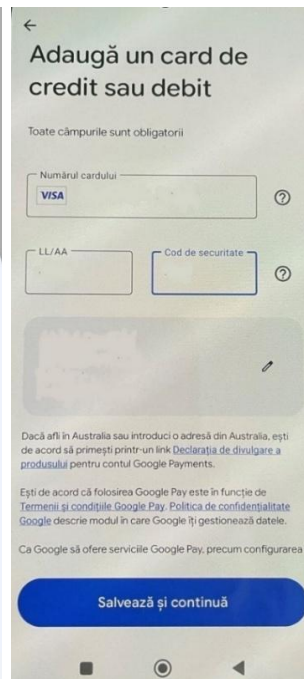 Adaugă un card de
credit sau debit
Toate câmpurile sunt obligatorii
Numărul cardului
VISA
LL/AA
Cod de securitate
Dacă afli în Australia sau introduci o adresă din Australia, ești
de acord să primești printr-un link Declarația de divulgare a
produsului pentru contul Google Payments.
Ești de acord că folosirea Google Pay este în funcție de
Termenii și condițiile Google Pay. Politica de confidențialitate
Google descrie modul în care Google îți gestionează datele.
Ca Google să ofere serviciile Google Pay, precum configurarea
Salvează și continuă